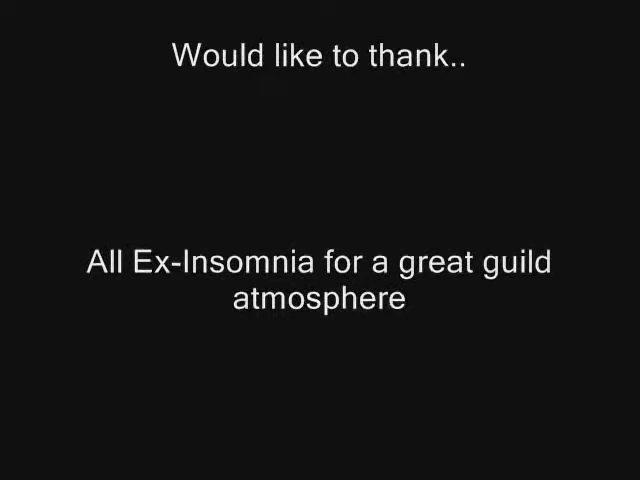 Would like to thank..
All Ex-Insomnia for a great guild
atmosphere